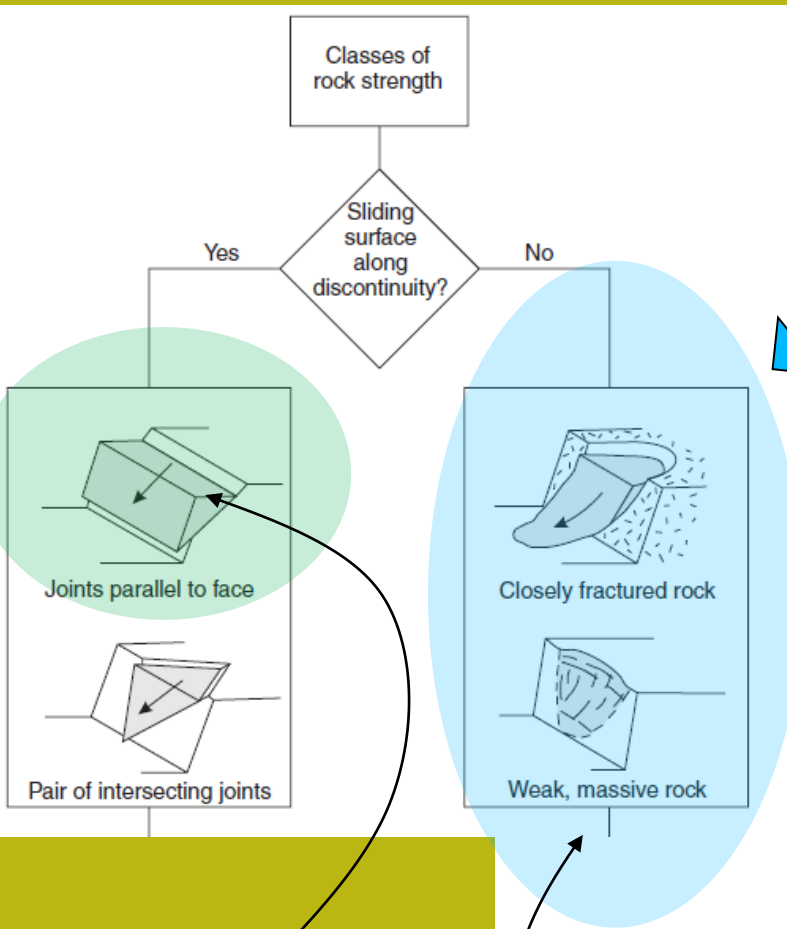 Classes of
rock strength
Sliding
surface
along
discontinuity?
Yes
No
Joints parallel to face
Closely fractured rock
Pair of intersecting joints
Weak, massive rock